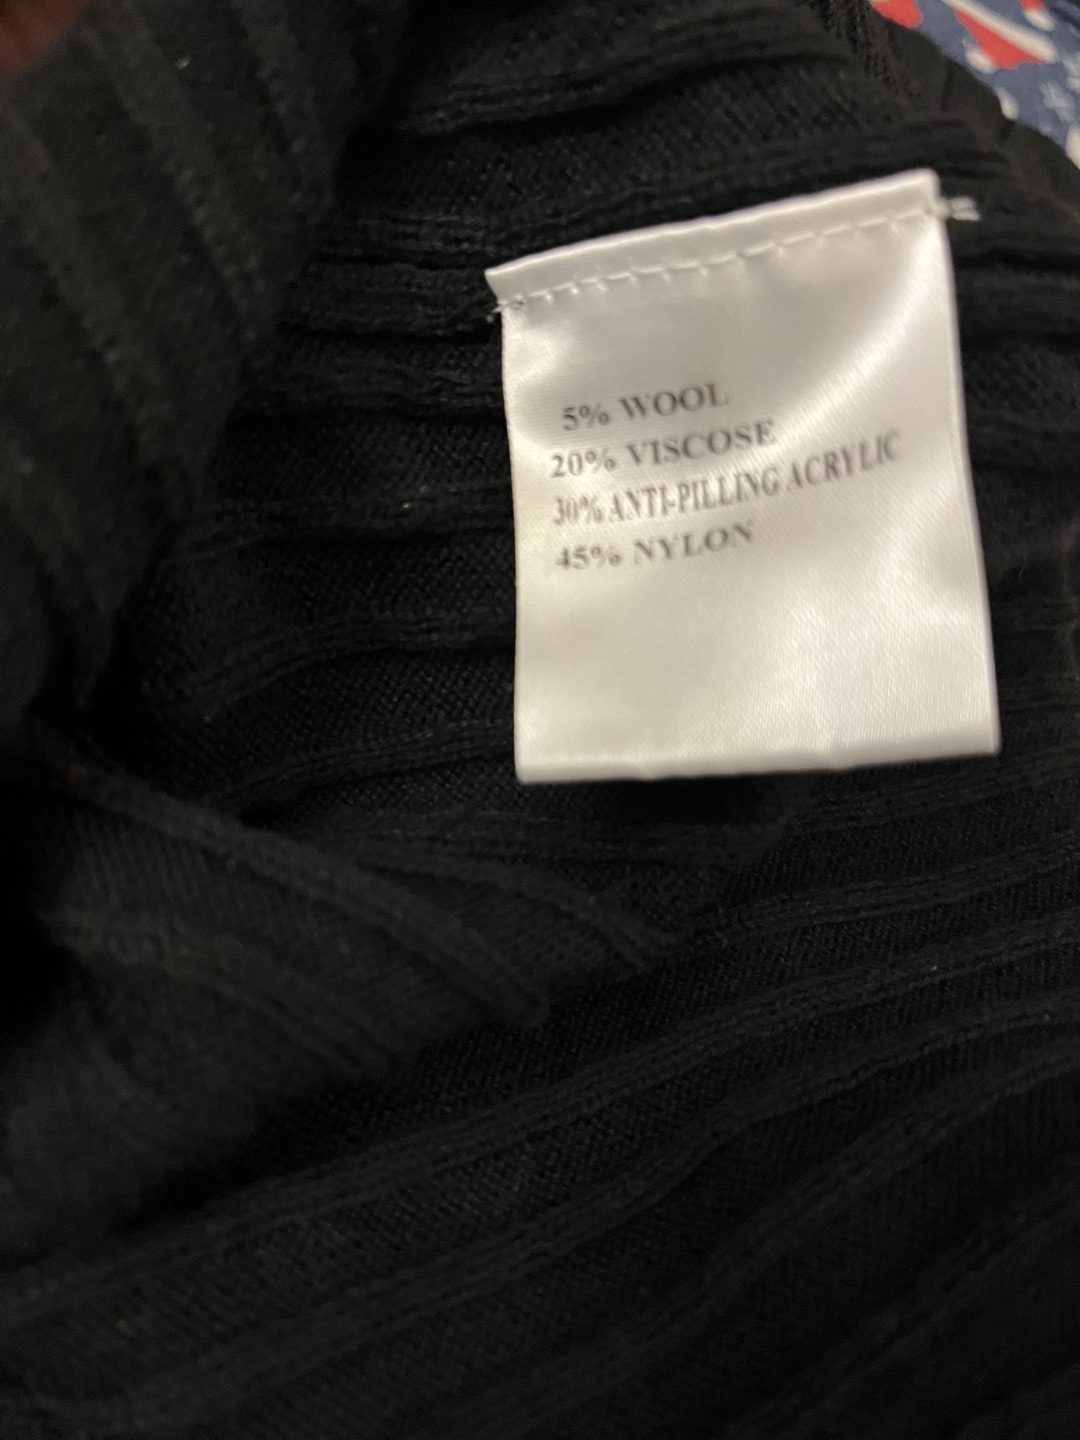 5% WOOL
20% VISCOSE
30% ANTI-PILLING ACRYLIC
45% NYLON